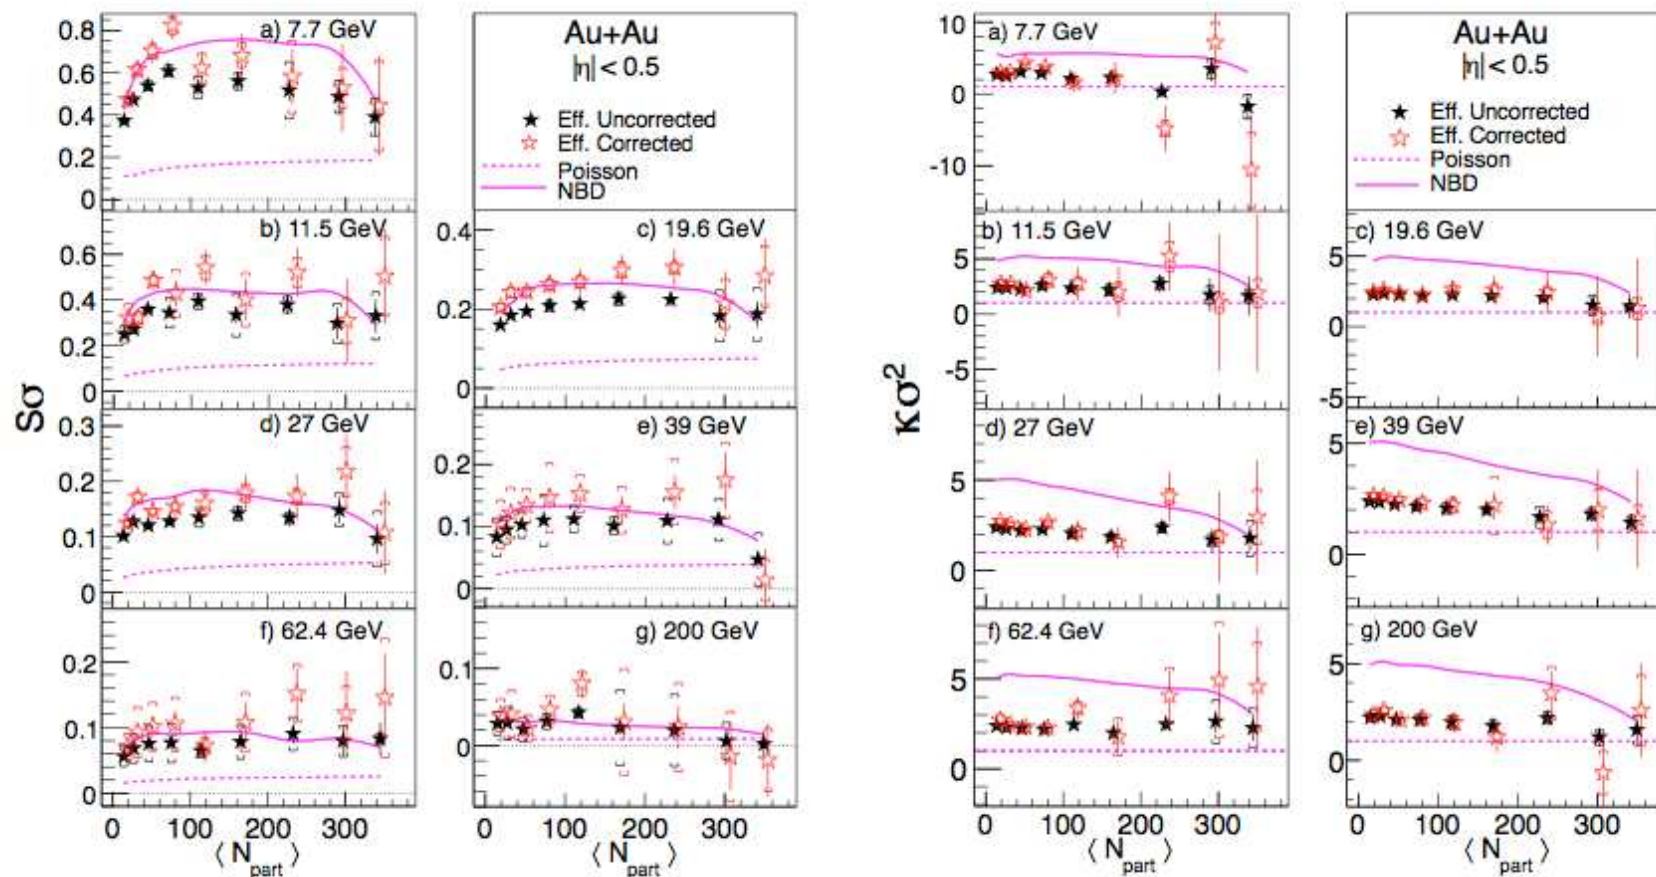 a) 7.7 GeV
0.8
0.6
0.4
0.2
0
Au+Au
|η| < 0.5
Eff. Uncorrected
Eff. Corrected
Poisson
NBD
b) 11.5 GeV
0.6
0.4
0.2
0
c) 19.6 GeV
0.4
0.2
0
Sσ
d) 27 GeV
0.3
0.2
0.1
0
e) 39 GeV
0.2
0.1
0
f) 62.4 GeV
0.2
0.1
0
g) 200 GeV
0.1
0
0 100 200 300
⟨ N_part ⟩
0 100 200 300
⟨ N_part ⟩
a) 7.7 GeV
10
0
-10
Au+Au
|η| < 0.5
Eff. Uncorrected
Eff. Corrected
Poisson
NBD
b) 11.5 GeV
5
0
-5
c) 19.6 GeV
5
0
-5
κσ²
d) 27 GeV
5
0
e) 39 GeV
5
0
f) 62.4 GeV
5
0
g) 200 GeV
5
0
0 100 200 300
⟨ N_part ⟩
0 100 200 300
⟨ N_part ⟩